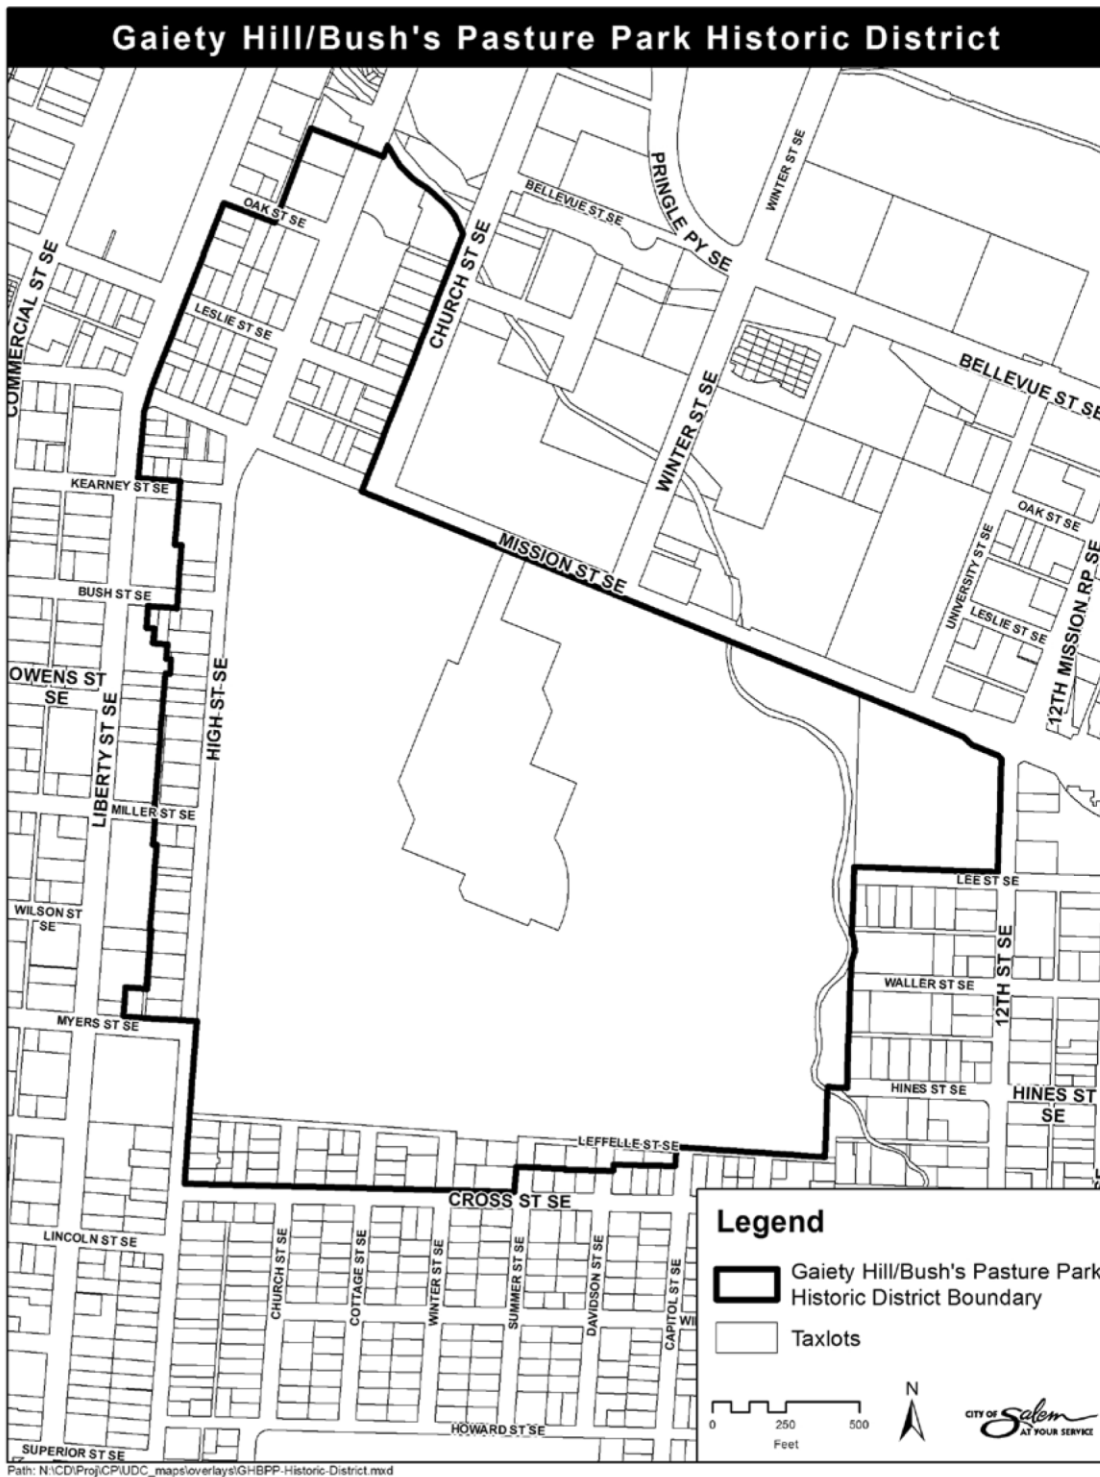 Gaiety Hill/Bush's Pasture Park Historic District
WINTER ST SE
PRINGLE PY SE
BELLEVUE ST SE
OAK ST SE
CHURCH ST SE
COMMERCIAL ST SE
LESLIE ST SE
BELLEVUE ST SE
WINTER ST SE
KEARNEY ST SE
OAK ST SE
MISSION ST SE
UNIVERSITY ST SE
12TH MISSION RP SE
BUSH ST SE
LESLIE ST SE
OWENS ST
SE
HIGH ST SE
LIBERTY ST SE
MILLER ST SE
LEE ST SE
WILSON ST
SE
12TH ST SE
WALLER ST SE
MYERS ST SE
HINES ST SE
HINES ST
SE
LEFFELLE ST SE
CROSS ST SE
LINCOLN ST SE
CHURCH ST SE
COTTAGE ST SE
WINTER ST SE
SUMMER ST SE
DAVIDSON ST SE
CAPITOL ST SE
WI
HOWARD ST SE
SUPERIOR ST SE
Legend
Gaiety Hill/Bush's Pasture Park
Historic District Boundary
Taxlots
0 250 500
Feet
N
CITY OF Salem
AT YOUR SERVICE
Path: N:\CD\Proj\CP\UDC_maps\overlays\GHBPP-Historic-District.mxd